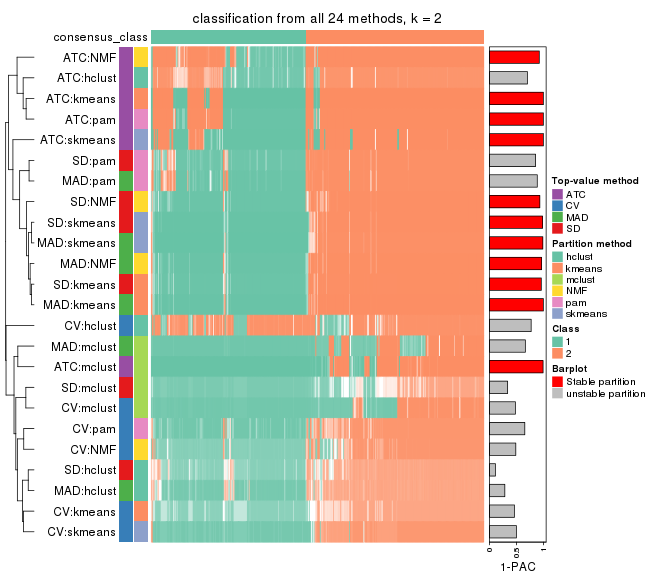 classification from all 24 methods, k = 2
consensus_class
ATC:NMF
ATC:hclust
ATC:kmeans
ATC:pam
ATC:skmeans
SD:pam
MAD:pam
SD:NMF
SD:skmeans
MAD:skmeans
MAD:NMF
SD:kmeans
MAD:kmeans
CV:hclust
MAD:mclust
ATC:mclust
SD:mclust
CV:mclust
CV:pam
CV:NMF
SD:hclust
MAD:hclust
CV:kmeans
CV:skmeans
0
0.5
1
1-PAC
Top-value method
ATC
CV
MAD
SD
Partition method
hclust
kmeans
mclust
NMF
pam
skmeans
Class
1
2
Barplot
Stable partition
unstable partition